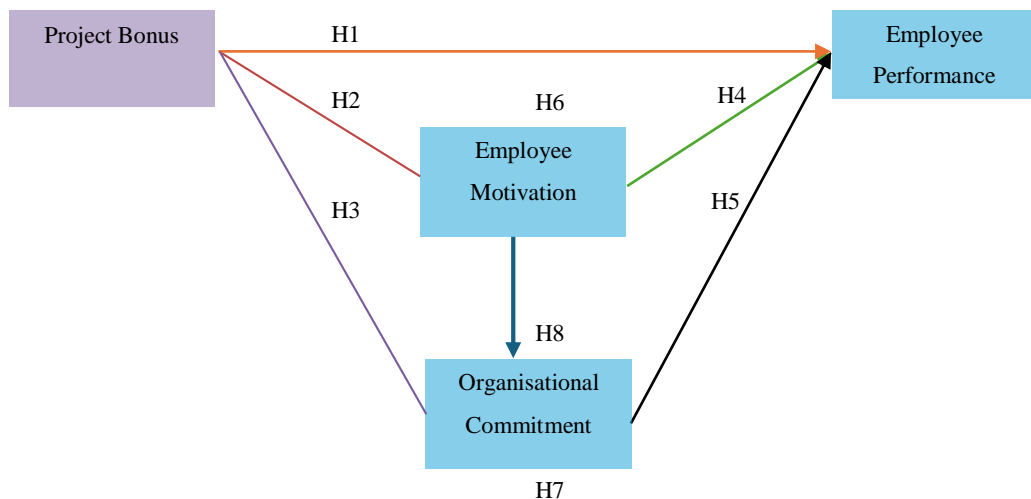 Project Bonus
H1
Employee
Performance
H2
H6
H4
Employee
Motivation
H3
H5
H8
Organisational
Commitment
H7